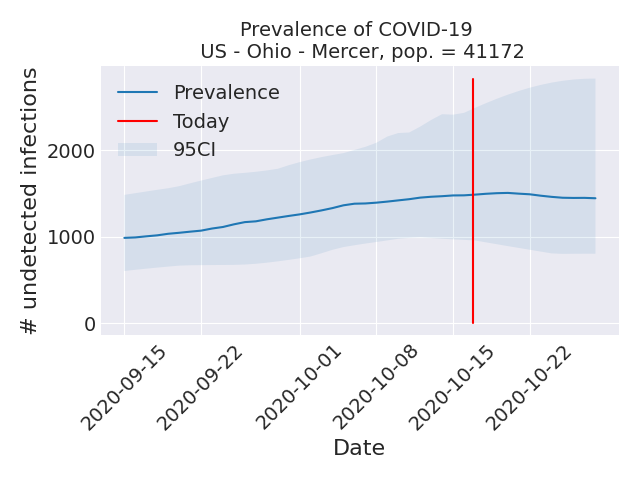 Prevalence of COVID-19
US - Ohio - Mercer, pop. = 41172
# undetected infections
2000
1000
0
Prevalence
Today
95CI
2020-09-15
2020-09-22
2020-10-01
2020-10-08
2020-10-15
2020-10-22
Date